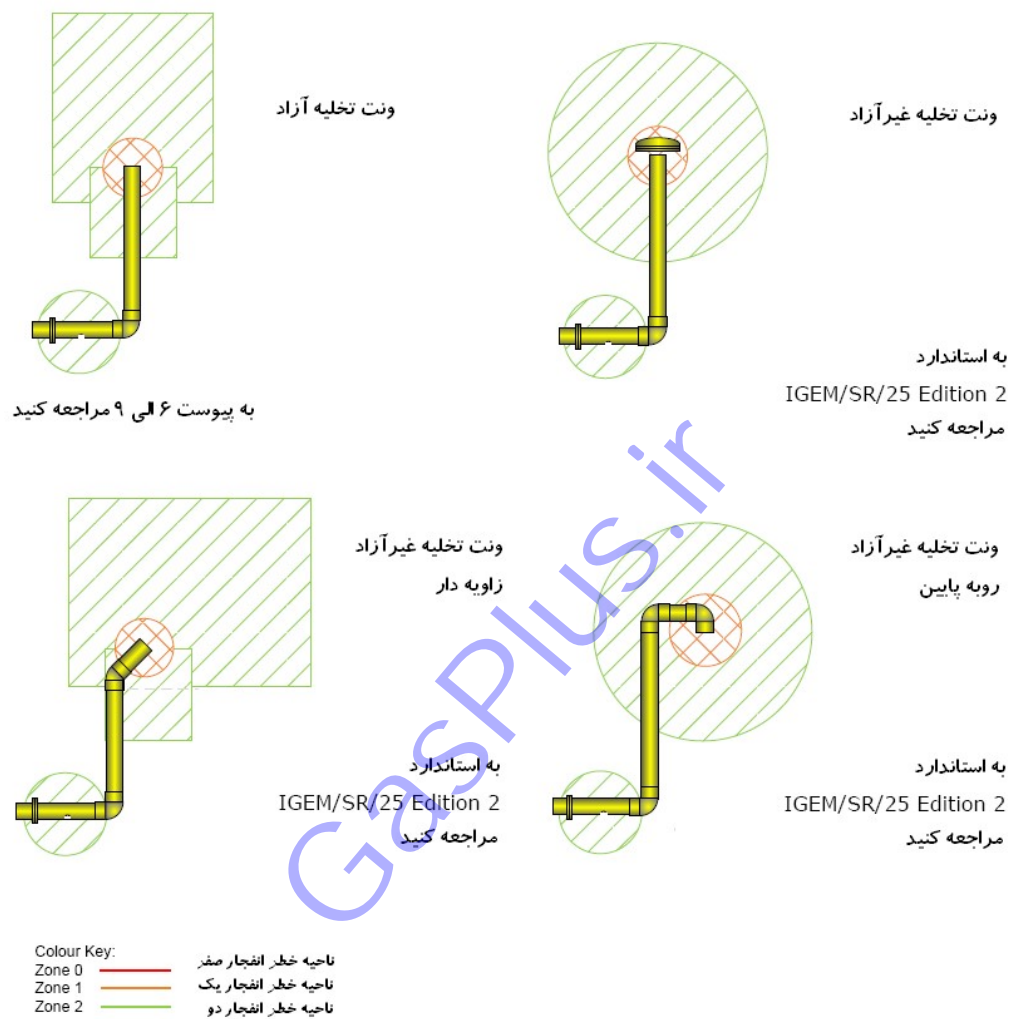 ونت تخلیه آزاد
ونت تخلیه غیرآزاد
به استاندارد
IGEM/SR/25 Edition 2
مراجعه کنید
به پیوست ۶ الی ۹ مراجعه کنید
ونت تخلیه غیرآزاد
زاویه دار
به استاندارد
IGEM/SR/25 Edition 2
مراجعه کنید
ونت تخلیه غیرآزاد
روبه پایین
به استاندارد
IGEM/SR/25 Edition 2
مراجعه کنید
GasPlus.ir
Colour Key:
Zone 0 ناحیه خطر انفجار صفر
Zone 1 ناحیه خطر انفجار یک
Zone 2 ناحیه خطر انفجار دو